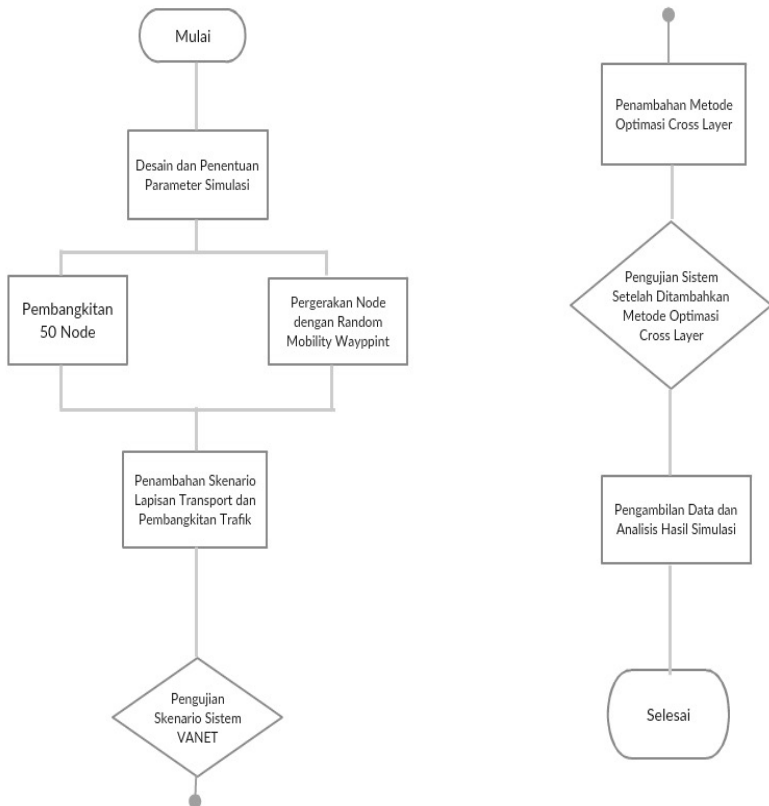 Mulai
Desain dan Penentuan
Parameter Simulasi
Pembangkitan
50 Node
Pergerakan Node
dengan Random
Mobility Wayppint
Penambahan Skenario
Lapisan Transport dan
Pembangkitan Trafik
Pengujian
Skenario Sistem
VANET
Penambahan Metode
Optimasi Cross Layer
Pengujian Sistem
Setelah Ditambahkan
Metode Optimasi
Cross Layer
Pengambilan Data dan
Analisis Hasil Simulasi
Selesai